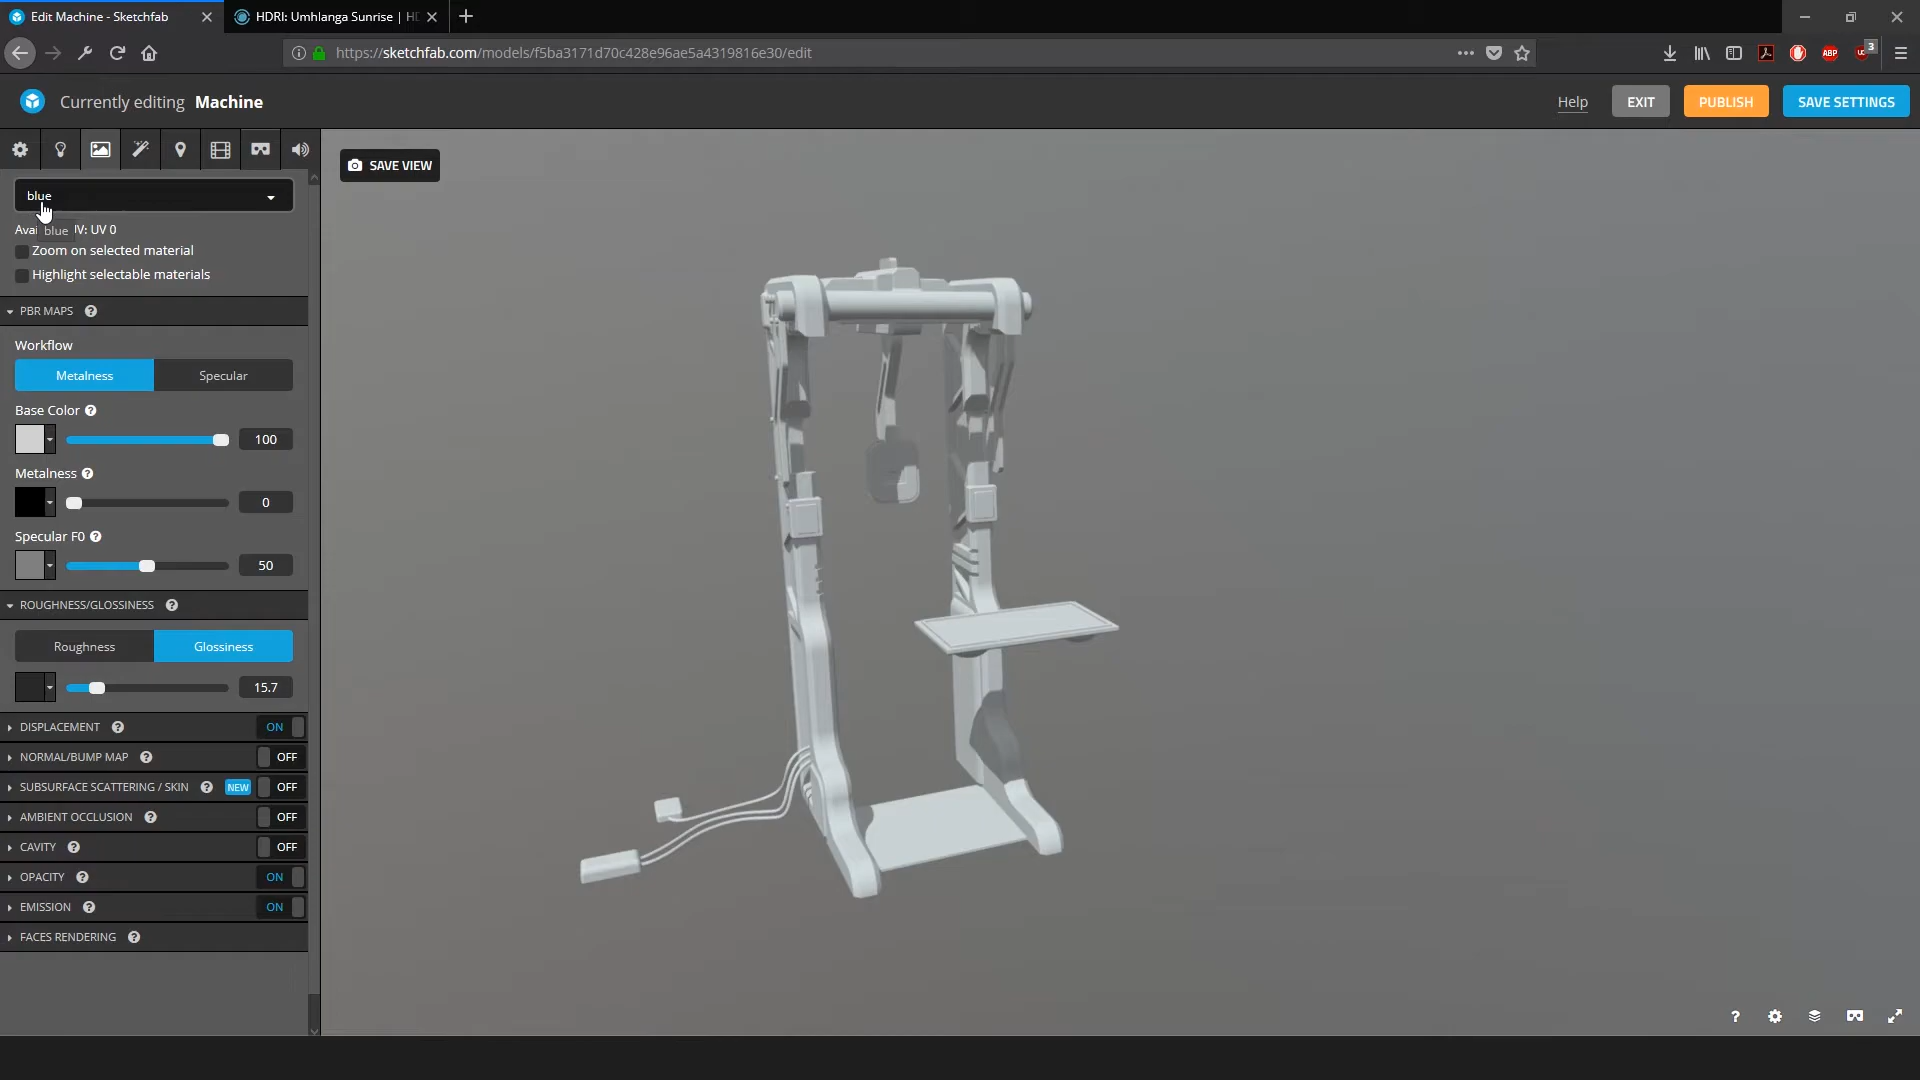 Edit Machine - Sketchfab
HDRI: Umhlanga Sunrise | H
https://sketchfab.com/models/f5ba3171d70c428e96ae5a4319816e30/edit
ABP
3
Currently editing Machine
Help
EXIT
PUBLISH
SAVE SETTINGS
SAVE VIEW
blue
Avai
blue
UV: UV 0
Zoom on selected material
Highlight selectable materials
PBR MAPS ?
Workflow
Metalness
Specular
Base Color ?
100
Metalness ?
0
Specular F0 ?
50
ROUGHNESS/GLOSSINESS ?
Roughness
Glossiness
15.7
DISPLACEMENT ? ON
NORMAL/BUMP MAP ? OFF
SUBSURFACE SCATTERING / SKIN ? NEW OFF
AMBIENT OCCLUSION ? OFF
CAVITY ? OFF
OPACITY ? ON
EMISSION ? ON
FACES RENDERING ?
?